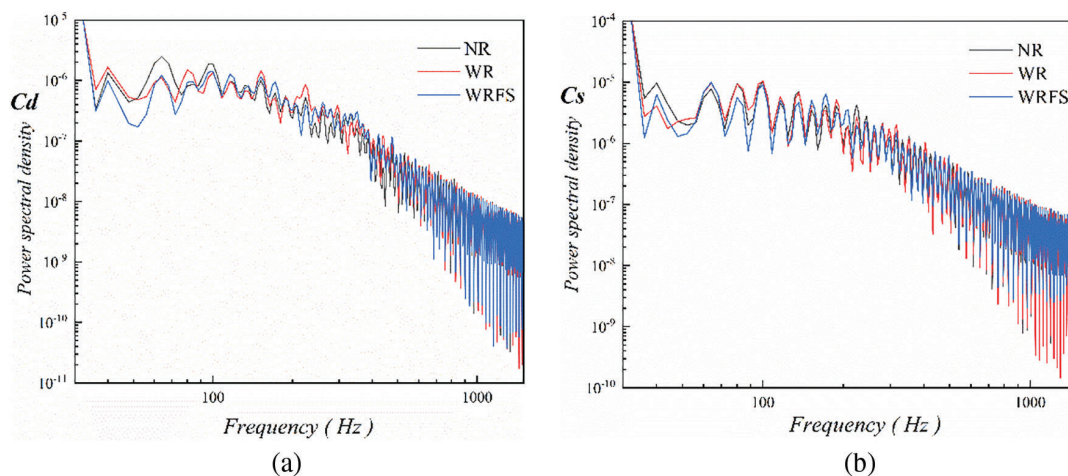 10^-5
10^-6
10^-7
10^-8
10^-9
10^-10
10^-11
Cd
Power spectral density
NR
WR
WRFS
100
1000
Frequency ( Hz )
(a)
10^-4
10^-5
10^-6
10^-7
10^-8
10^-9
10^-10
Cs
Power spectral density
NR
WR
WRFS
100
1000
Frequency ( Hz )
(b)